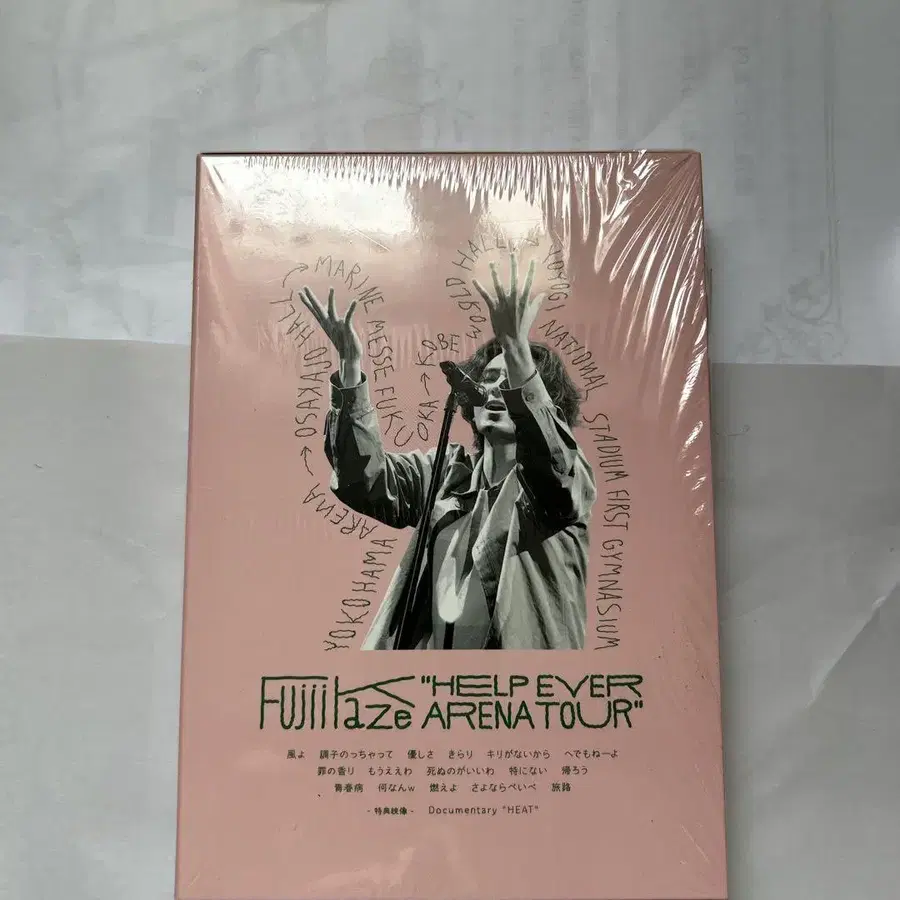 YOKOHAMA ARENA → OSAKAJO HALL → MARINE MESSE FUKUOKA → KOBE WORLD HALL → YOYOGI NATIONAL STADIUM FIRST GYMNASIUM
Fujii Kaze "HELP EVER ARENA TOUR"
風よ 調子のっちゃって 優しさ きらり キリがないから へでもねーよ
罪の香り もうええわ 死ぬのがいいわ 特にない 帰ろう
青春病 何なんw 燃えよ さよならべいべ 旅路
- 特典映像 - Documentary "HEAT"